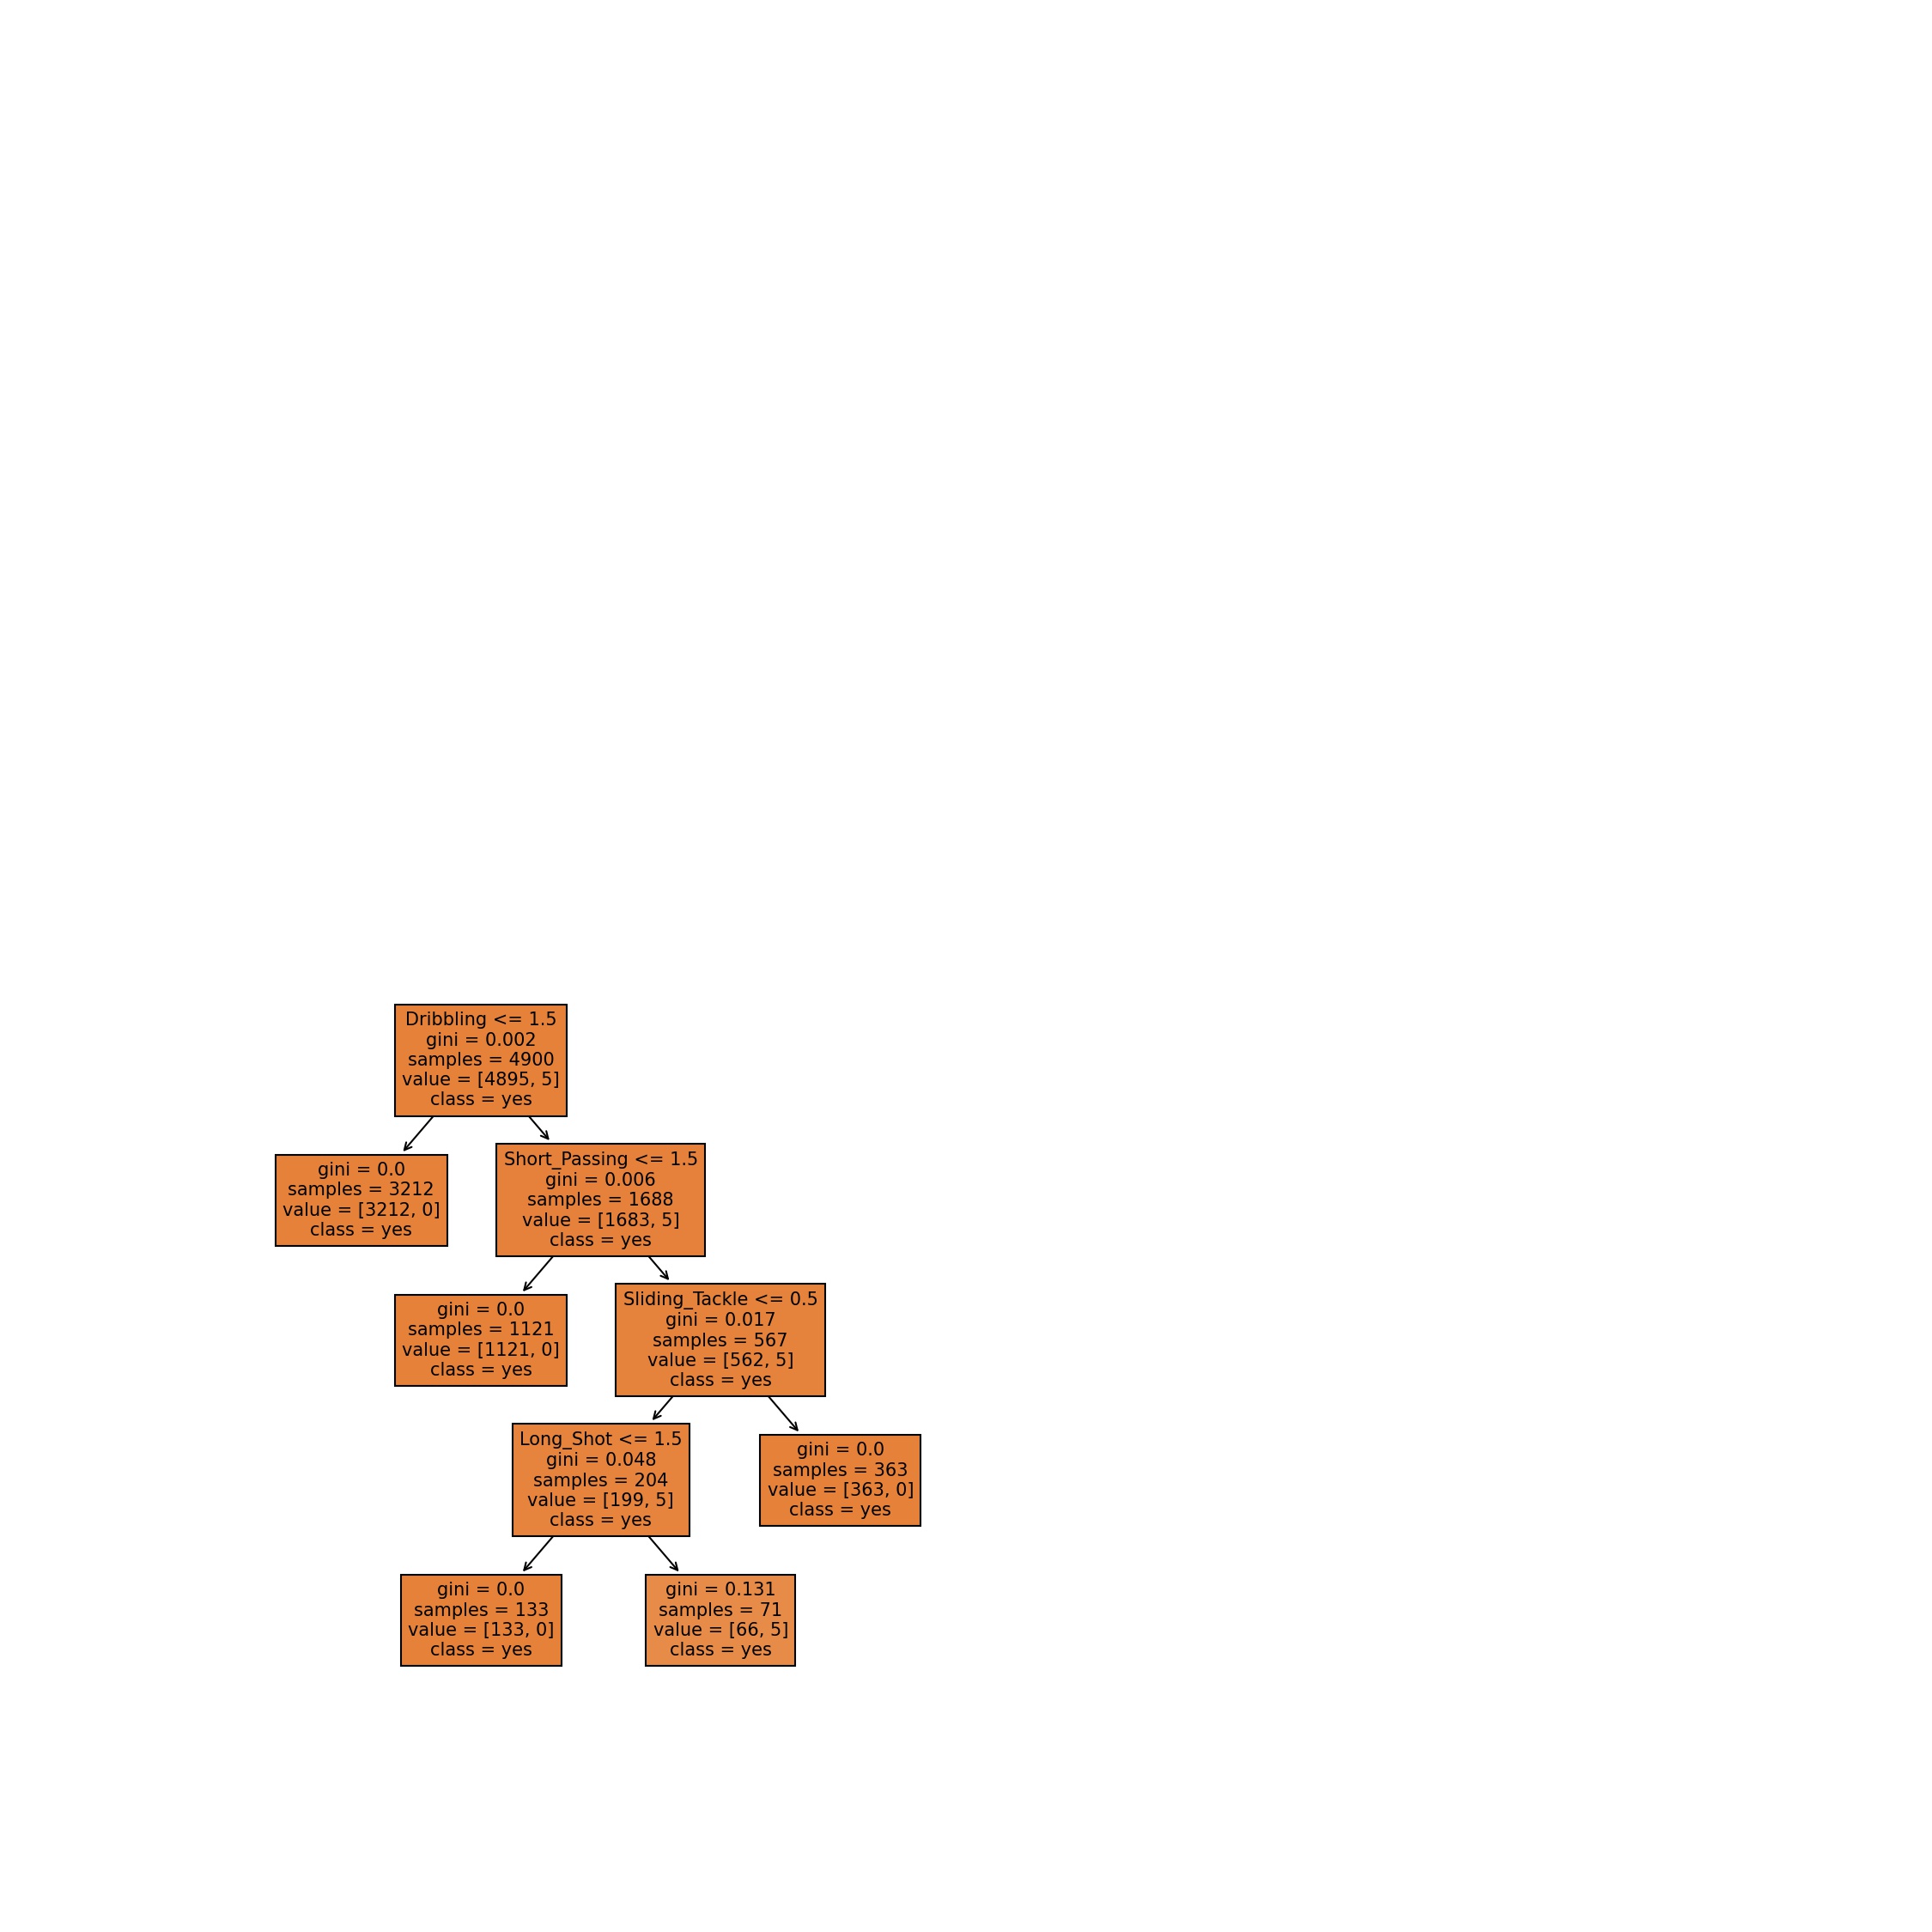 Dribbling <= 1.5
gini = 0.002
samples = 4900
value = [4895, 5]
class = yes
gini = 0.0
samples = 3212
value = [3212, 0]
class = yes
Short_Passing <= 1.5
gini = 0.006
samples = 1688
value = [1683, 5]
class = yes
gini = 0.0
samples = 1121
value = [1121, 0]
class = yes
Sliding_Tackle <= 0.5
gini = 0.017
samples = 567
value = [562, 5]
class = yes
Long_Shot <= 1.5
gini = 0.048
samples = 204
value = [199, 5]
class = yes
gini = 0.0
samples = 363
value = [363, 0]
class = yes
gini = 0.0
samples = 133
value = [133, 0]
class = yes
gini = 0.131
samples = 71
value = [66, 5]
class = yes